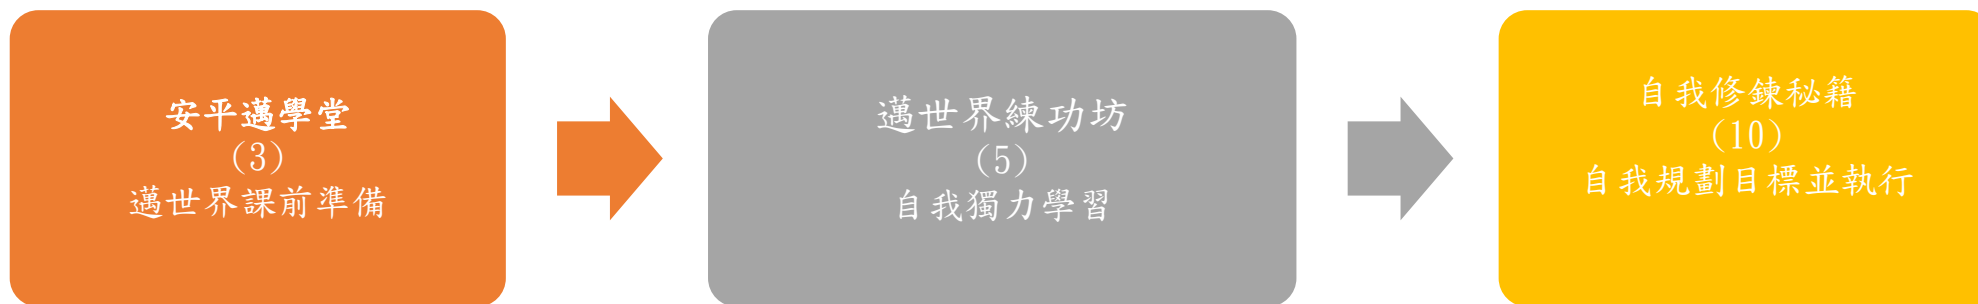 安平邁學堂
(3)
邁世界課前準備
邁世界練功坊
(5)
自我獨力學習
自我修鍊秘籍
(10)
自我規劃目標並執行